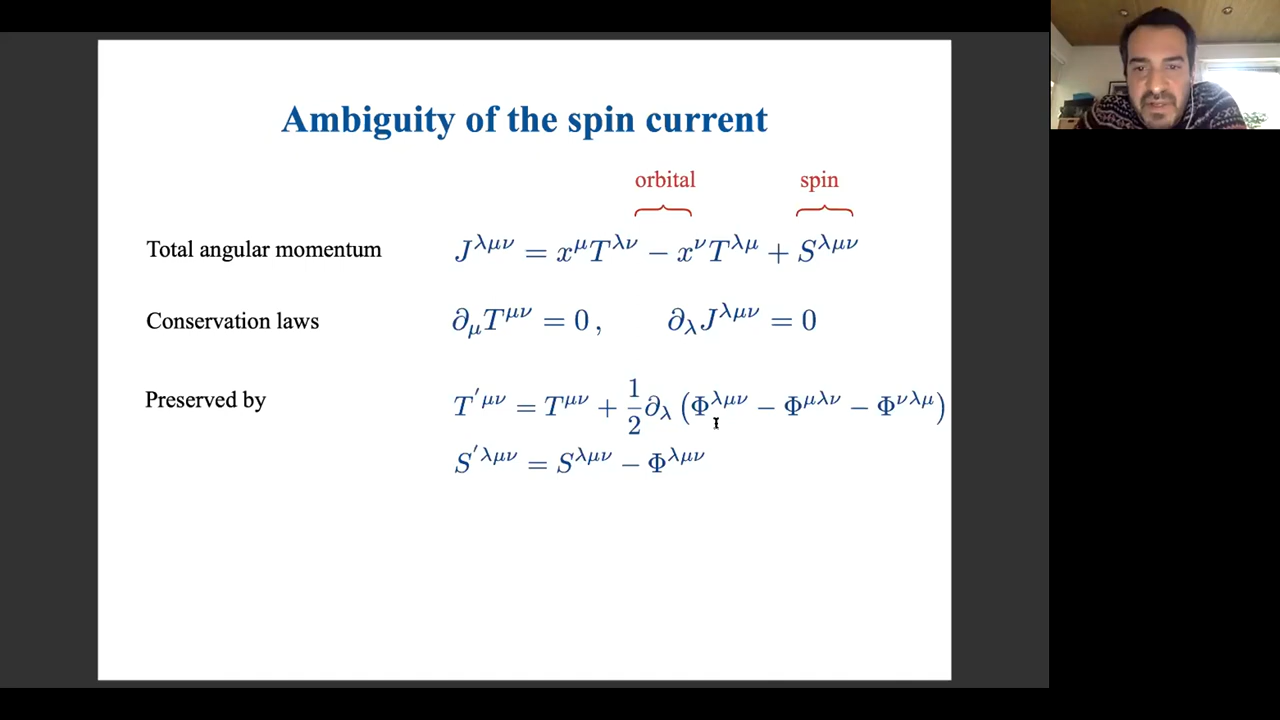 Ambiguity of the spin current
orbital spin
Total angular momentum J^{λμν} = x^μ T^{λν} − x^ν T^{λμ} + S^{λμν}
Conservation laws ∂_μ T^{μν} = 0 , ∂_λ J^{λμν} = 0
Preserved by T'^{μν} = T^{μν} + \frac{1}{2} ∂_λ (Φ^{λμν} − Φ^{μλν} − Φ^{νλμ})
S'^{λμν} = S^{λμν} − Φ^{λμν}